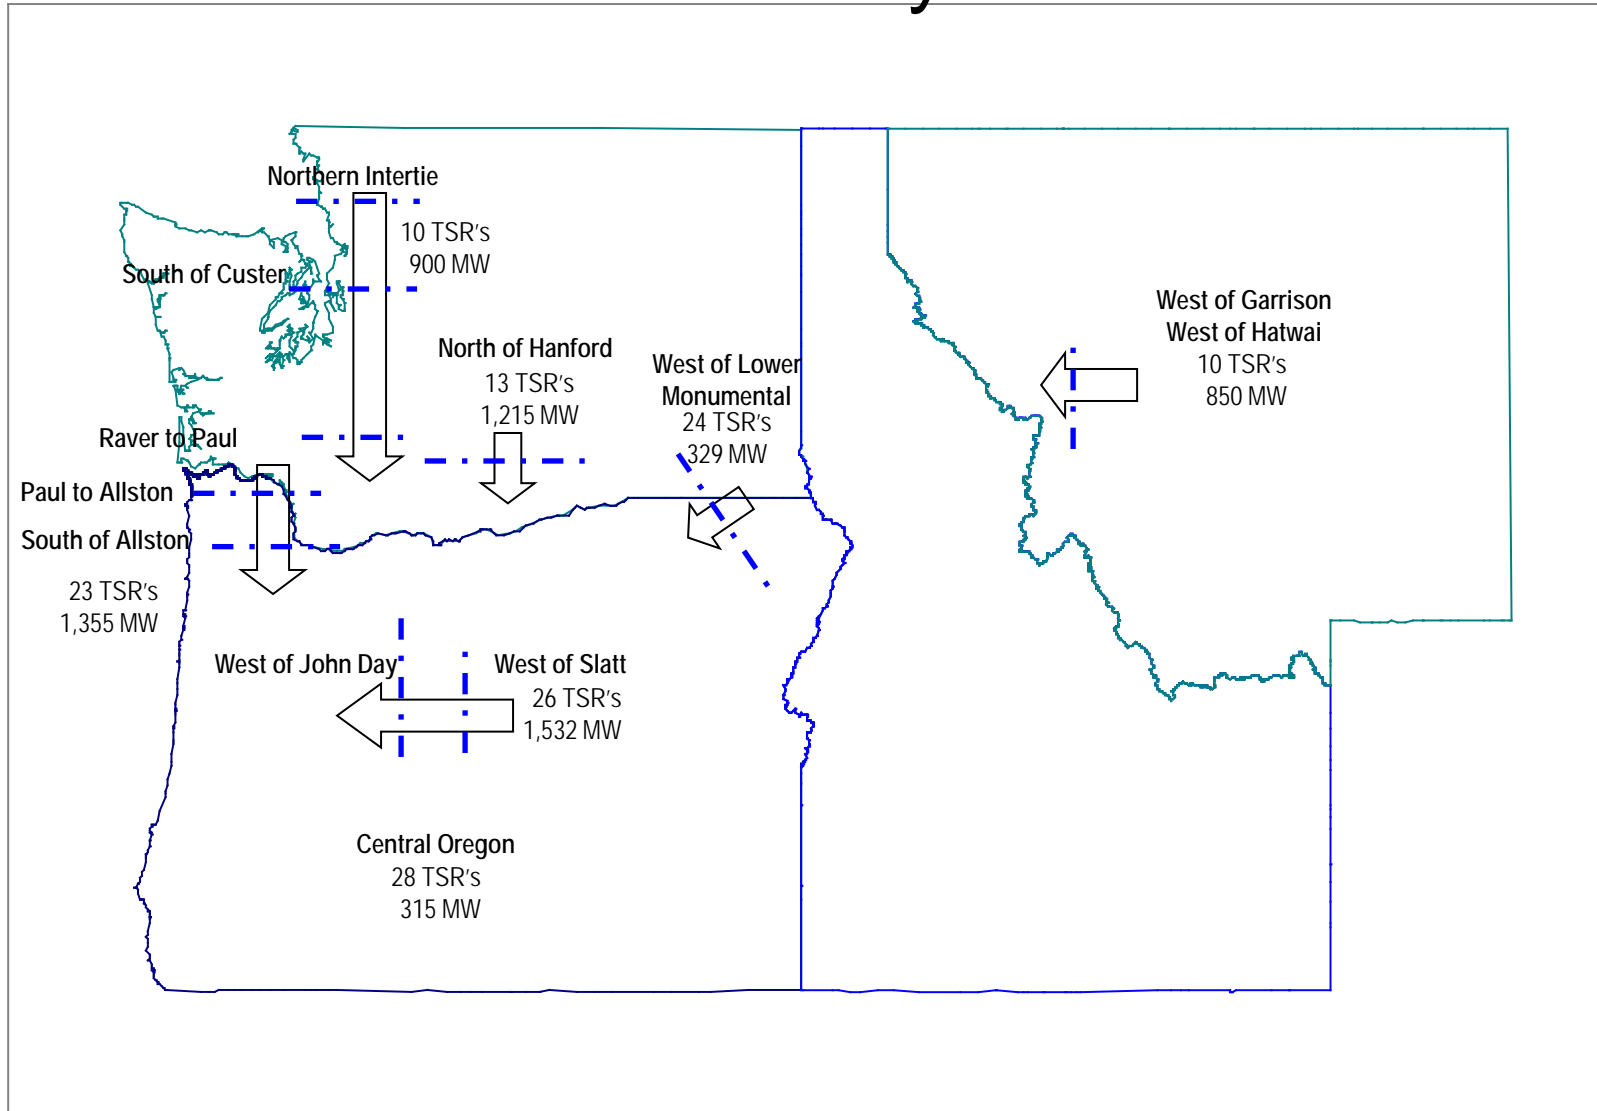 Northern Intertie
10 TSR's
900 MW
South of Custer
North of Hanford
13 TSR's
1,215 MW
West of Lower
Monumental
24 TSR's
329 MW
West of Garrison
West of Hatwai
10 TSR's
850 MW
Raver to Paul
Paul to Allston
South of Allston
23 TSR's
1,355 MW
West of John Day
West of Slatt
26 TSR's
1,532 MW
Central Oregon
28 TSR's
315 MW